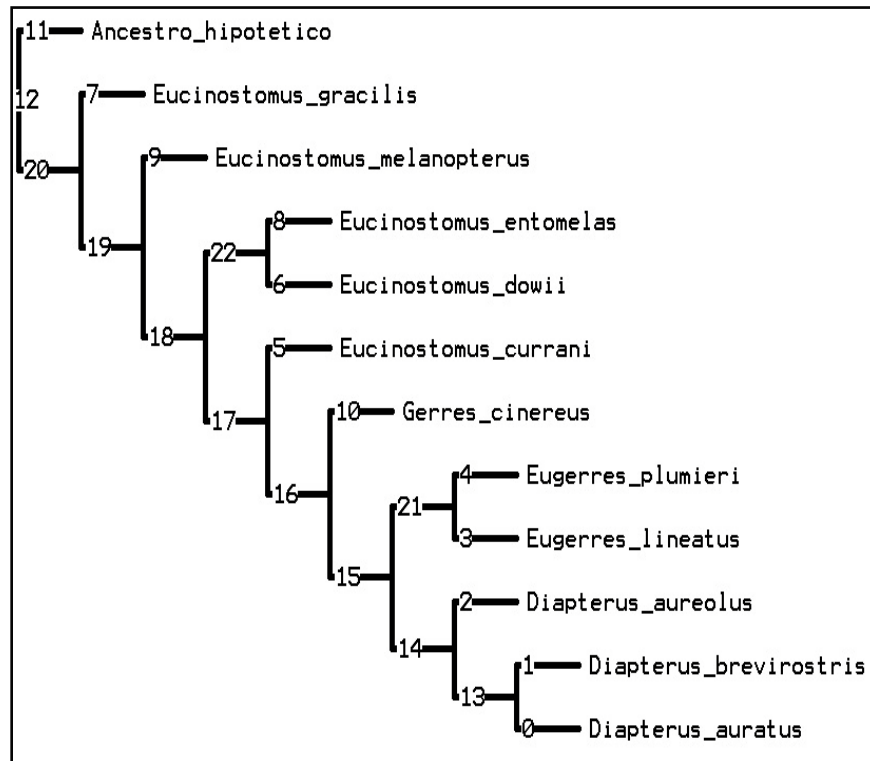 11 Ancestro_hipotetico
12
7 Eucinostomus_gracilis
9 Eucinostomus_melanopterus
20
8 Eucinostomus_entomelas
19
22
6 Eucinostomus_dowii
18
5 Eucinostomus_currani
10 Gerres_cinereus
17
4 Eugerres_plumieri
16
21
3 Eugerres_lineatus
15
2 Diapterus_aureolus
14
1 Diapterus_brevirostris
13
0 Diapterus_auratus